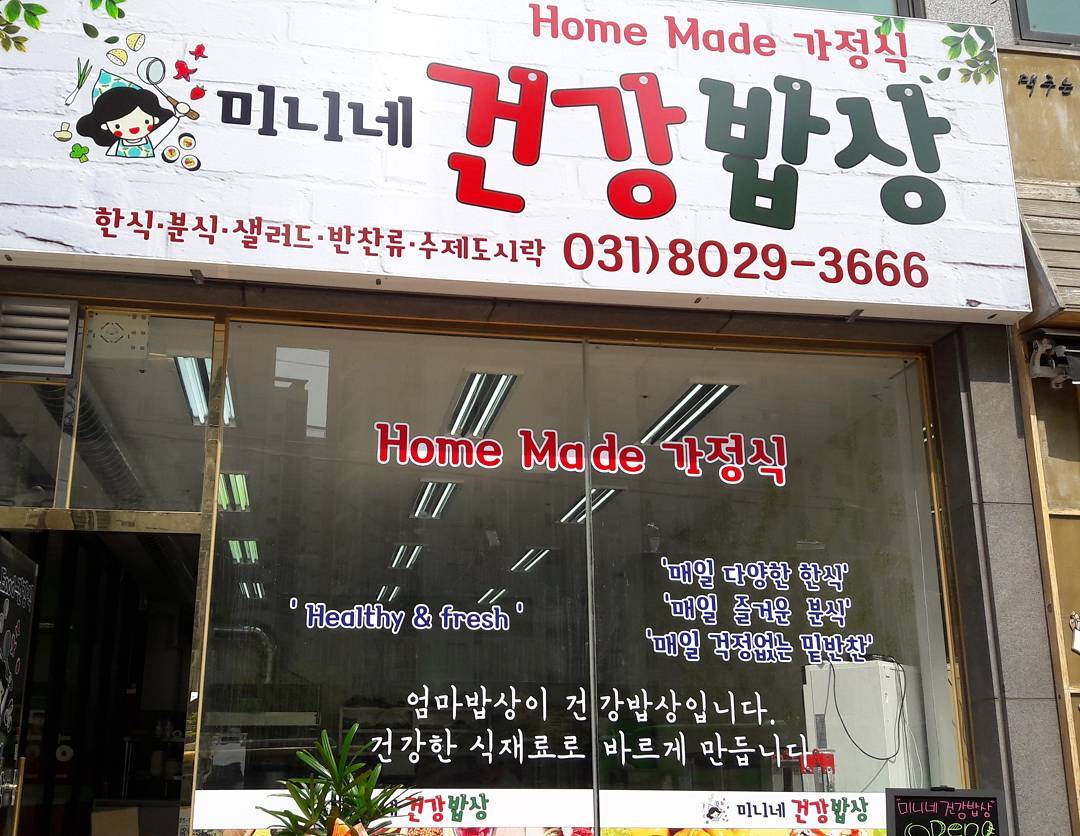 Home Made 가정식
미니네 건강밥상
한식·분식·샐러드·반찬류·수제도시락 031)8029-3666
Home Made 가정식
' Healthy & fresh '
'매일 다양한 한식'
'매일 즐거운 분식'
'매일 걱정없는 밑반찬'
엄마밥상이 건강밥상입니다.
건강한 식재료로 바르게 만듭니다
건강밥상
미니네 건강밥상
"미니네 건강밥상"
OPEN